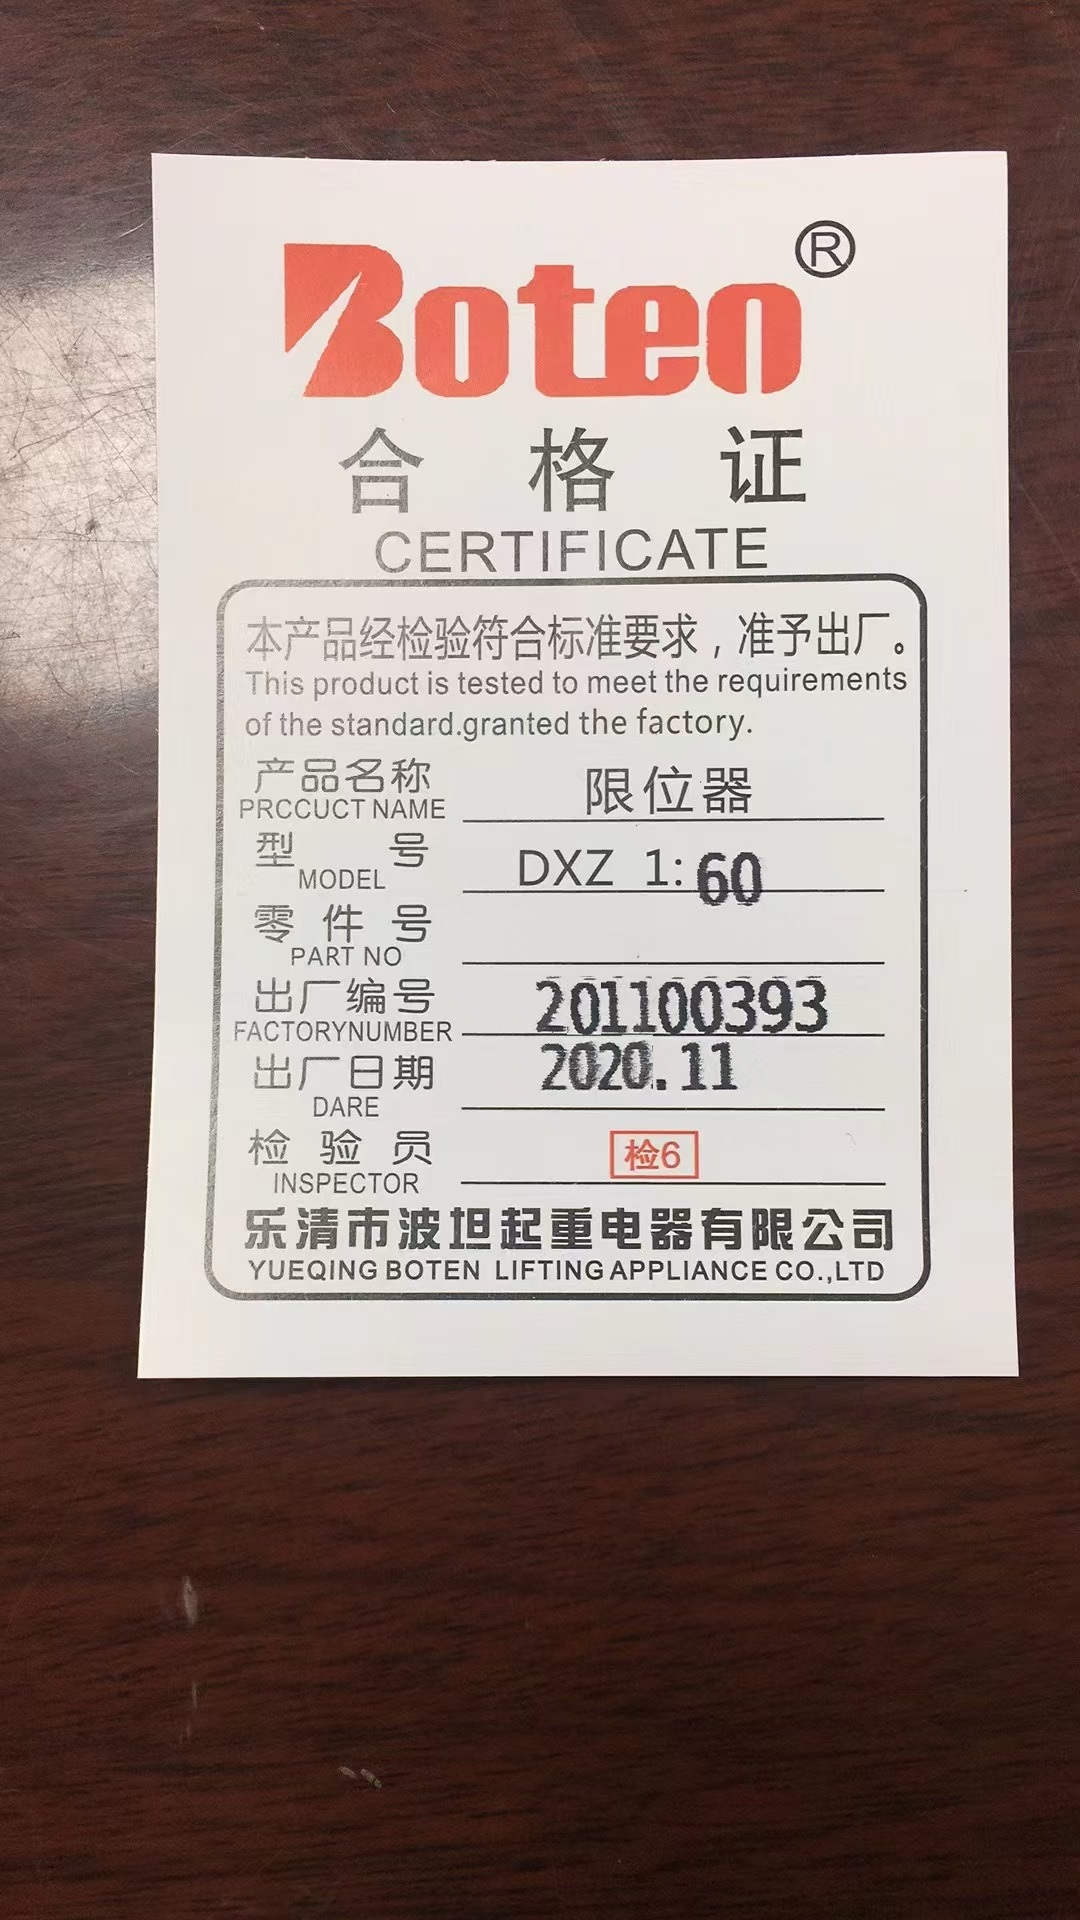 Boten®
合格证
CERTIFICATE
本产品经检验符合标准要求，准予出厂。
This product is tested to meet the requirements
of the standard.granted the factory.
产品名称 限位器
PRCCUCT NAME
型号 DXZ 1:60
MODEL
零件号
PART NO
出厂编号 201100393
FACTORYNUMBER
出厂日期 2020.11
DARE
检验员 检6
INSPECTOR
乐清市波坦起重电器有限公司
YUEQING BOTEN LIFTING APPLIANCE CO.,LTD